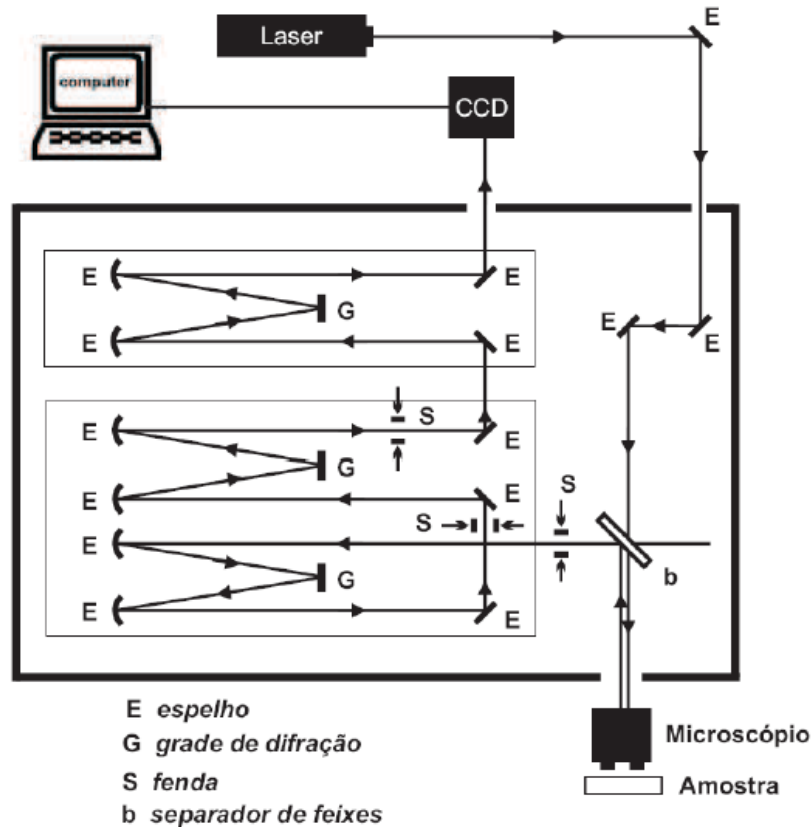 Laser
E
computer
CCD
E
E
G
E
E
E
E
E
E
S
G
E
E
E
S
S
E
G
b
E
E
E espelho
G grade de difração
S fenda
b separador de feixes
Microscópio
Amostra